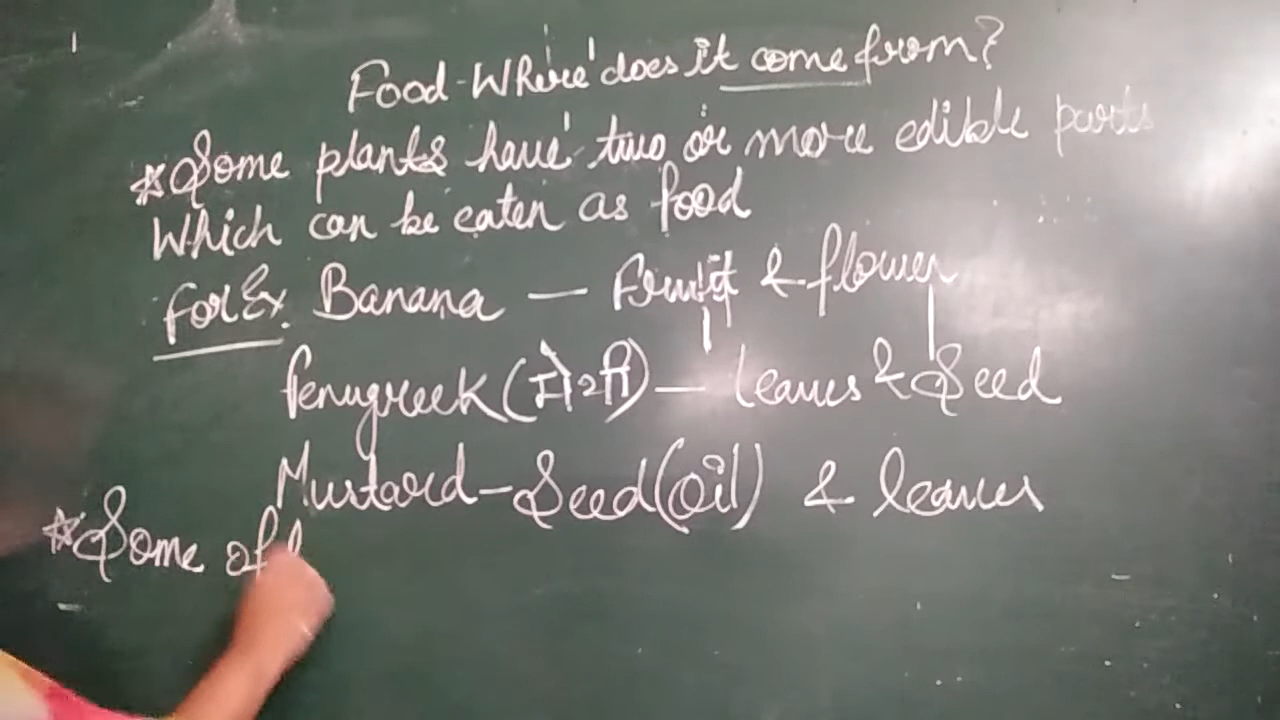 Food-Where does it come from?
*Some plants have two or more edible parts
Which can be eaten as food
For Ex. Banana — Fruit & flower
Fenugreek (मेथी) — leaves & Seed
Mustard - Seed (oil) & leaves
*Some of